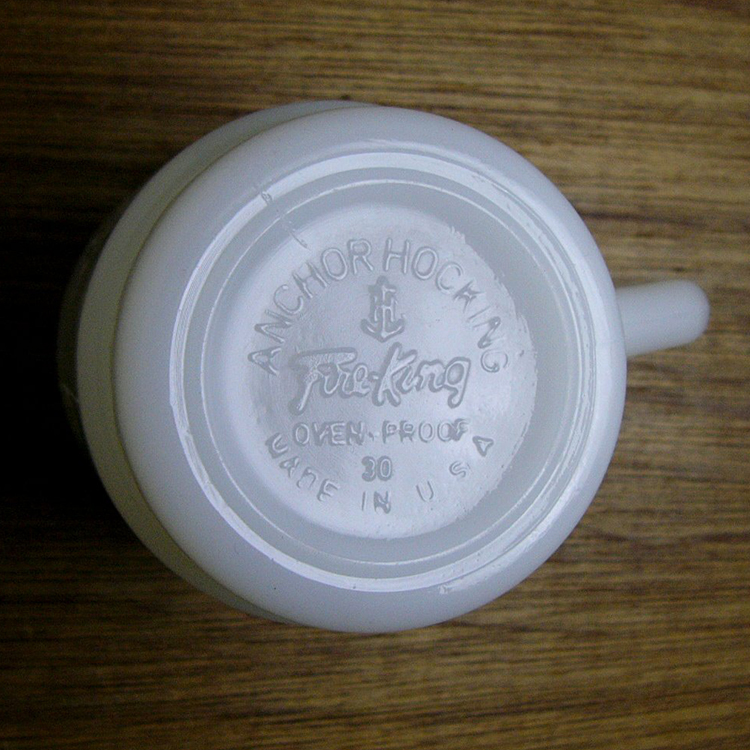 ANCHOR HOCKING
Fire-King
OVEN-PROOF
30
MADE IN U S A